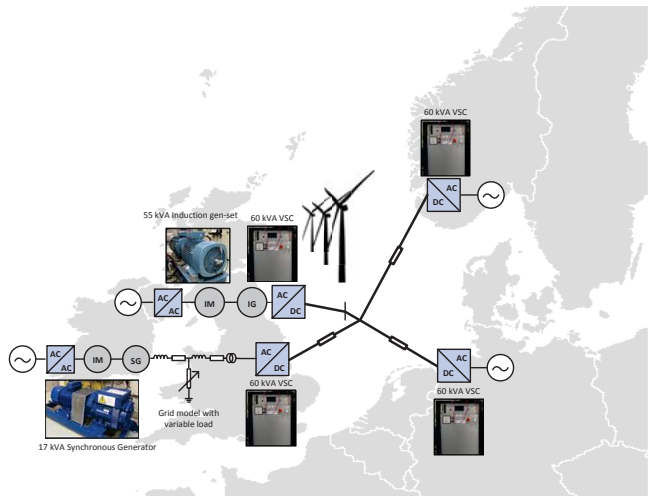 60 kVA VSC
AC
DC
55 kVA Induction gen-set
60 kVA VSC
AC
AC
IM
IG
AC
DC
AC
AC
IM
SG
AC
DC
AC
DC
60 kVA VSC
60 kVA VSC
Grid model with
variable load
17 kVA Synchronous Generator